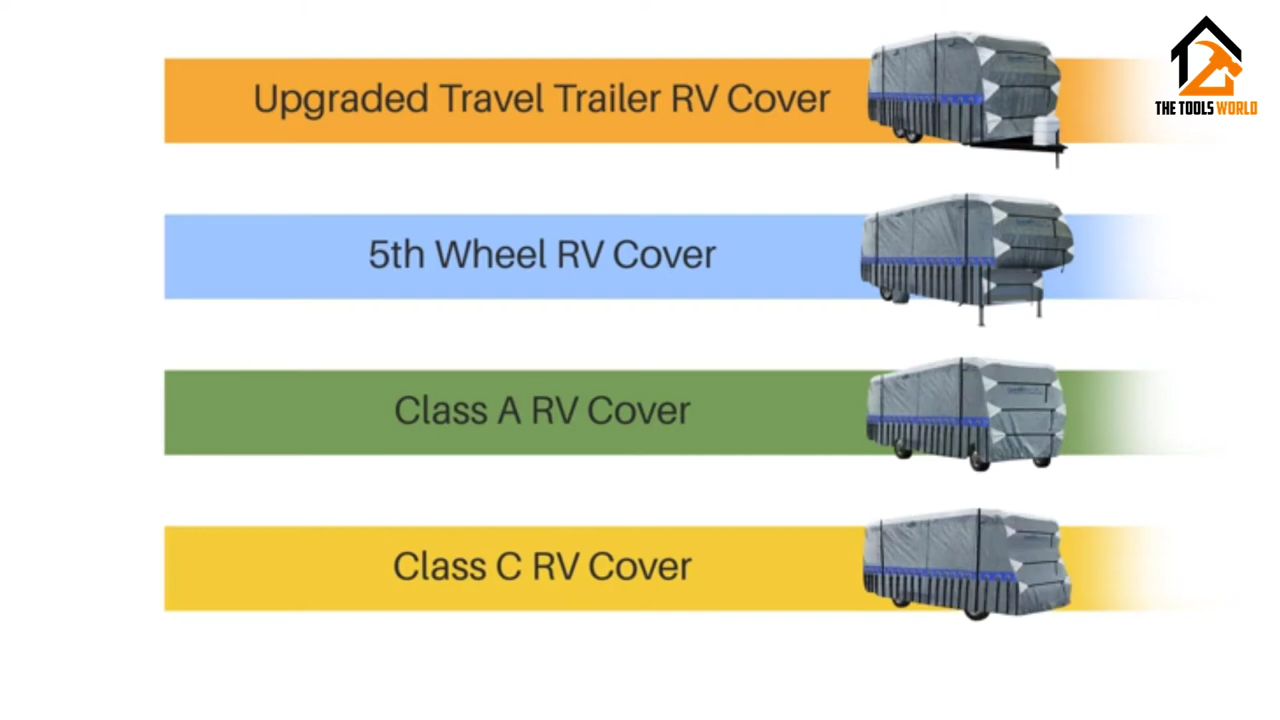 Upgraded Travel Trailer RV Cover
THE TOOLS WORLD
5th Wheel RV Cover
Class A RV Cover
Class C RV Cover